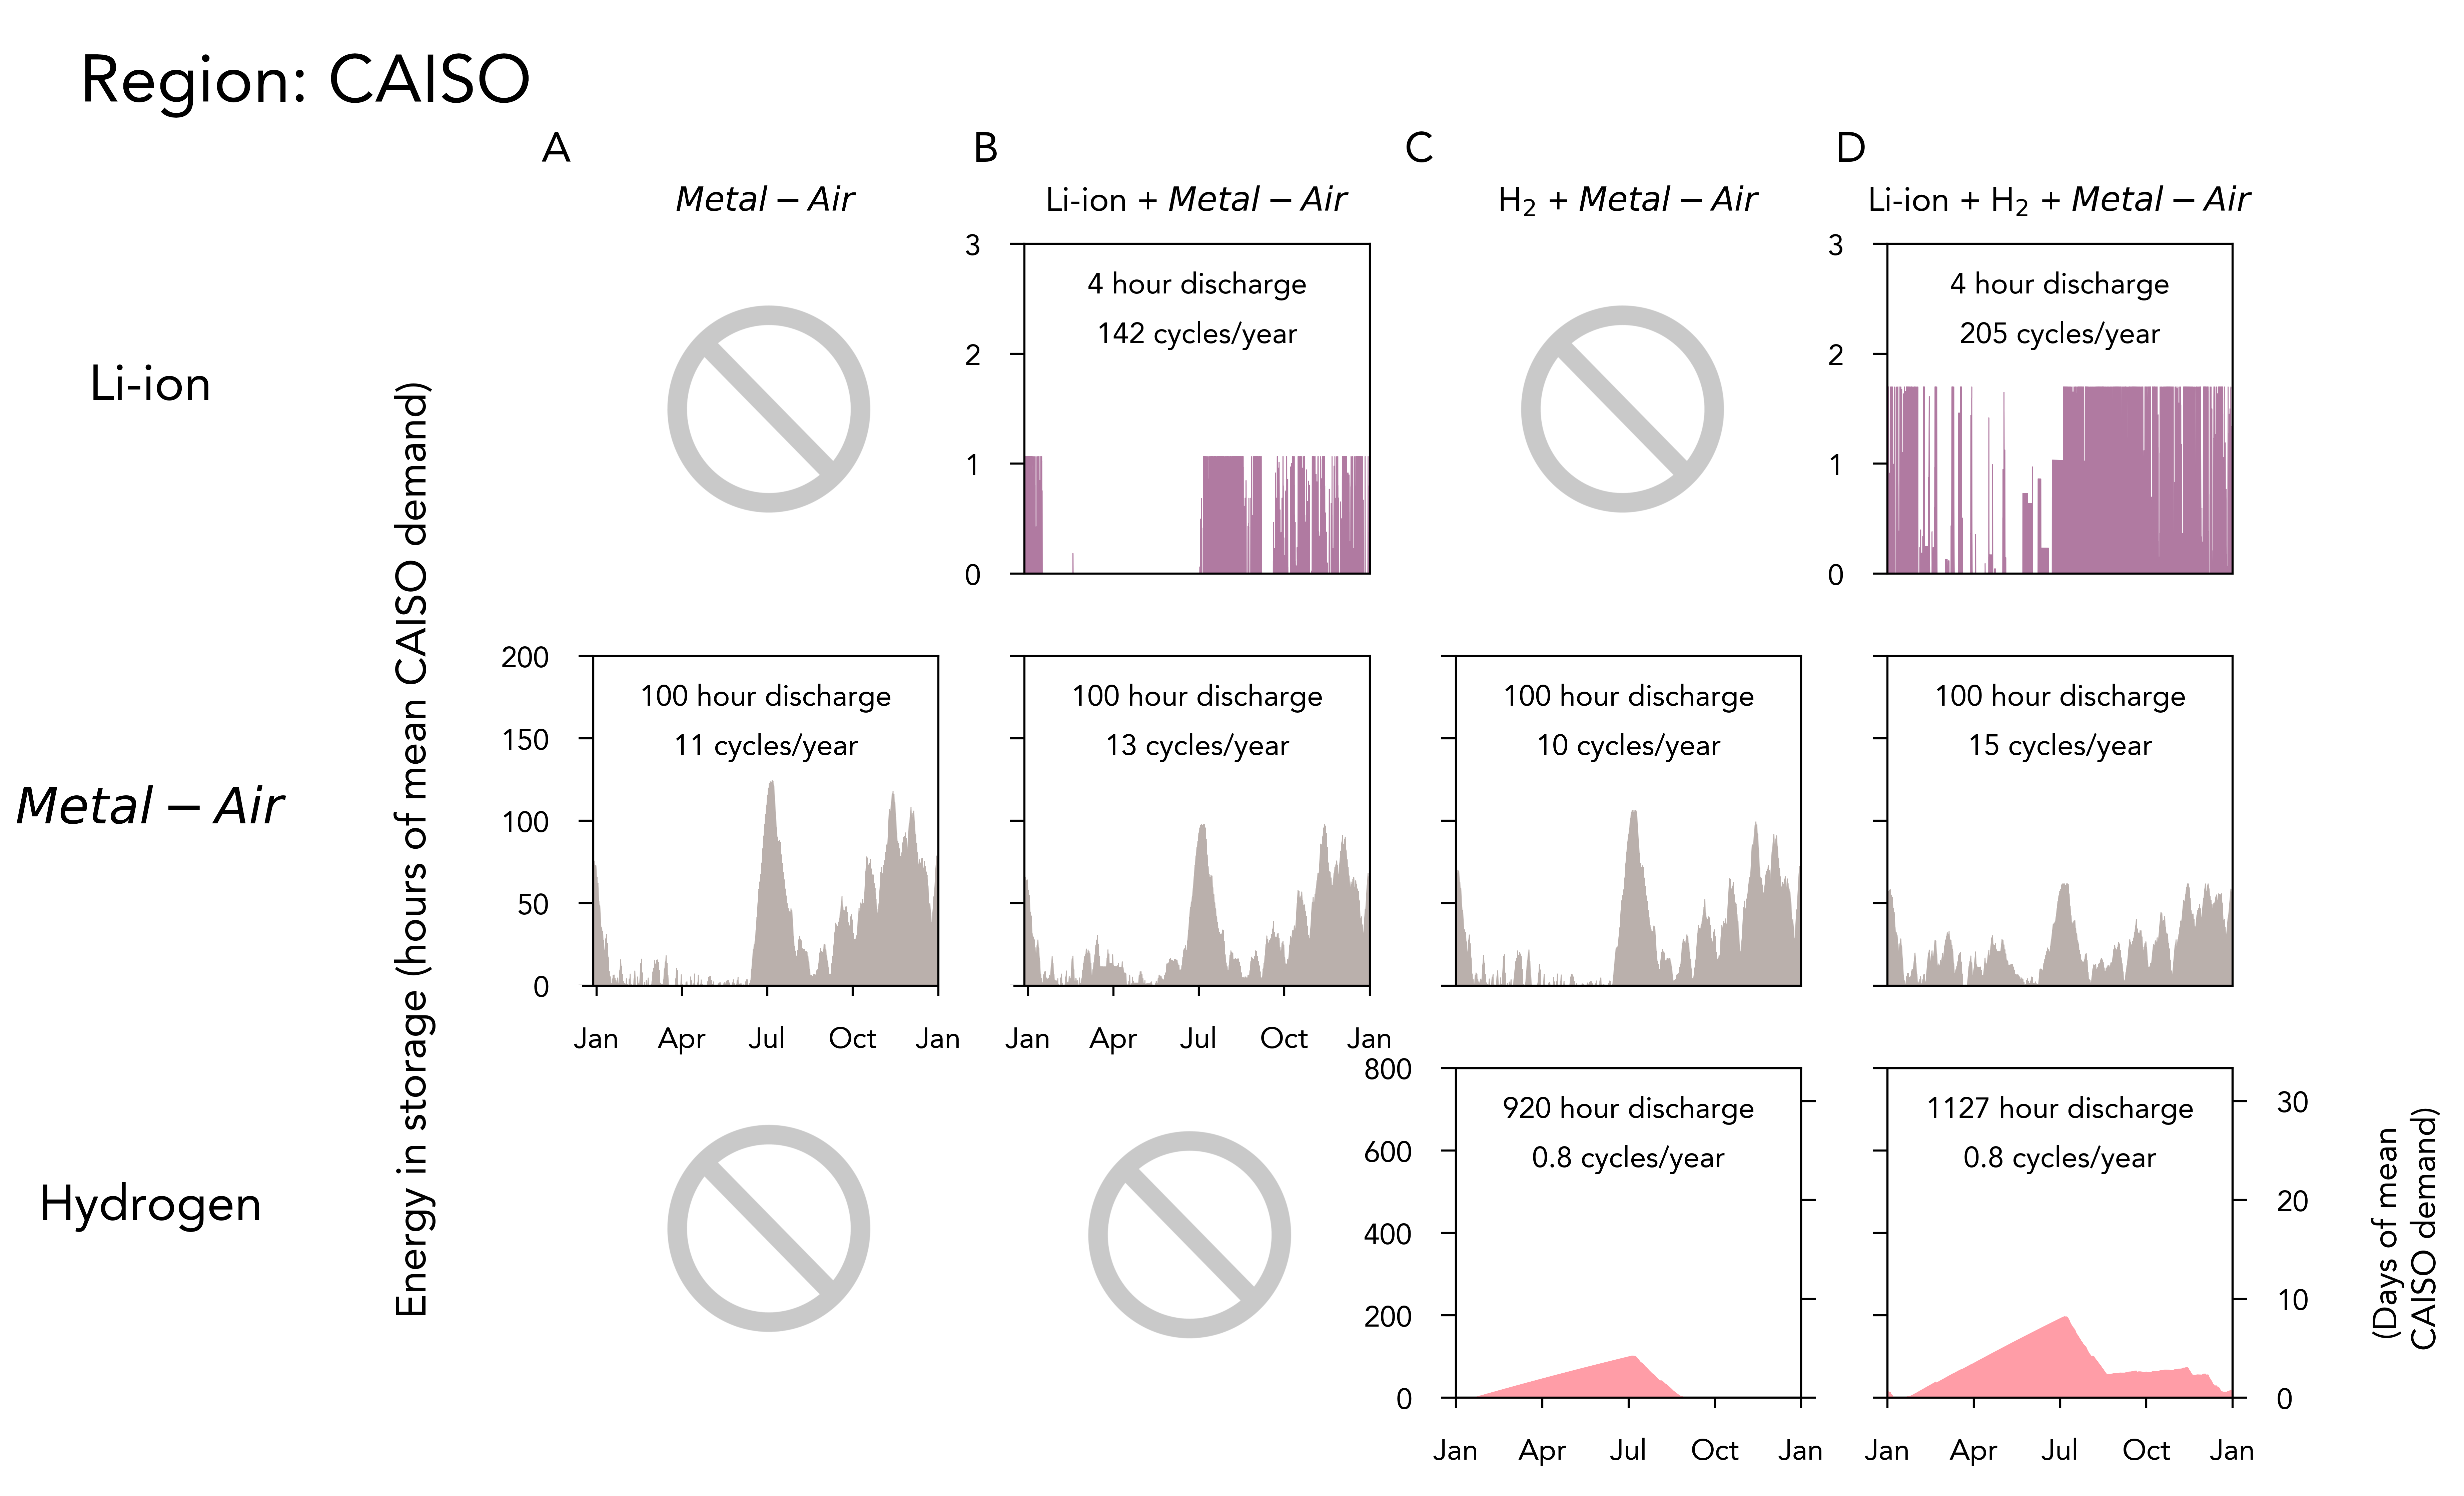 Region: CAISO
A
B
C
D
Metal – Air
Li-ion + Metal – Air
H₂ + Metal – Air
Li-ion + H₂ + Metal – Air
Li-ion
Metal – Air
Hydrogen
Energy in storage (hours of mean CAISO demand)
3
2
1
0
4 hour discharge
142 cycles/year
3
2
1
0
4 hour discharge
205 cycles/year
200
150
100
50
0
100 hour discharge
11 cycles/year
100 hour discharge
13 cycles/year
100 hour discharge
10 cycles/year
100 hour discharge
15 cycles/year
Jan Apr Jul Oct Jan
Jan Apr Jul Oct Jan
800
600
400
200
0
920 hour discharge
0.8 cycles/year
1127 hour discharge
0.8 cycles/year
30
20
10
0
(Days of mean
CAISO demand)
Jan Apr Jul Oct Jan
Jan Apr Jul Oct Jan